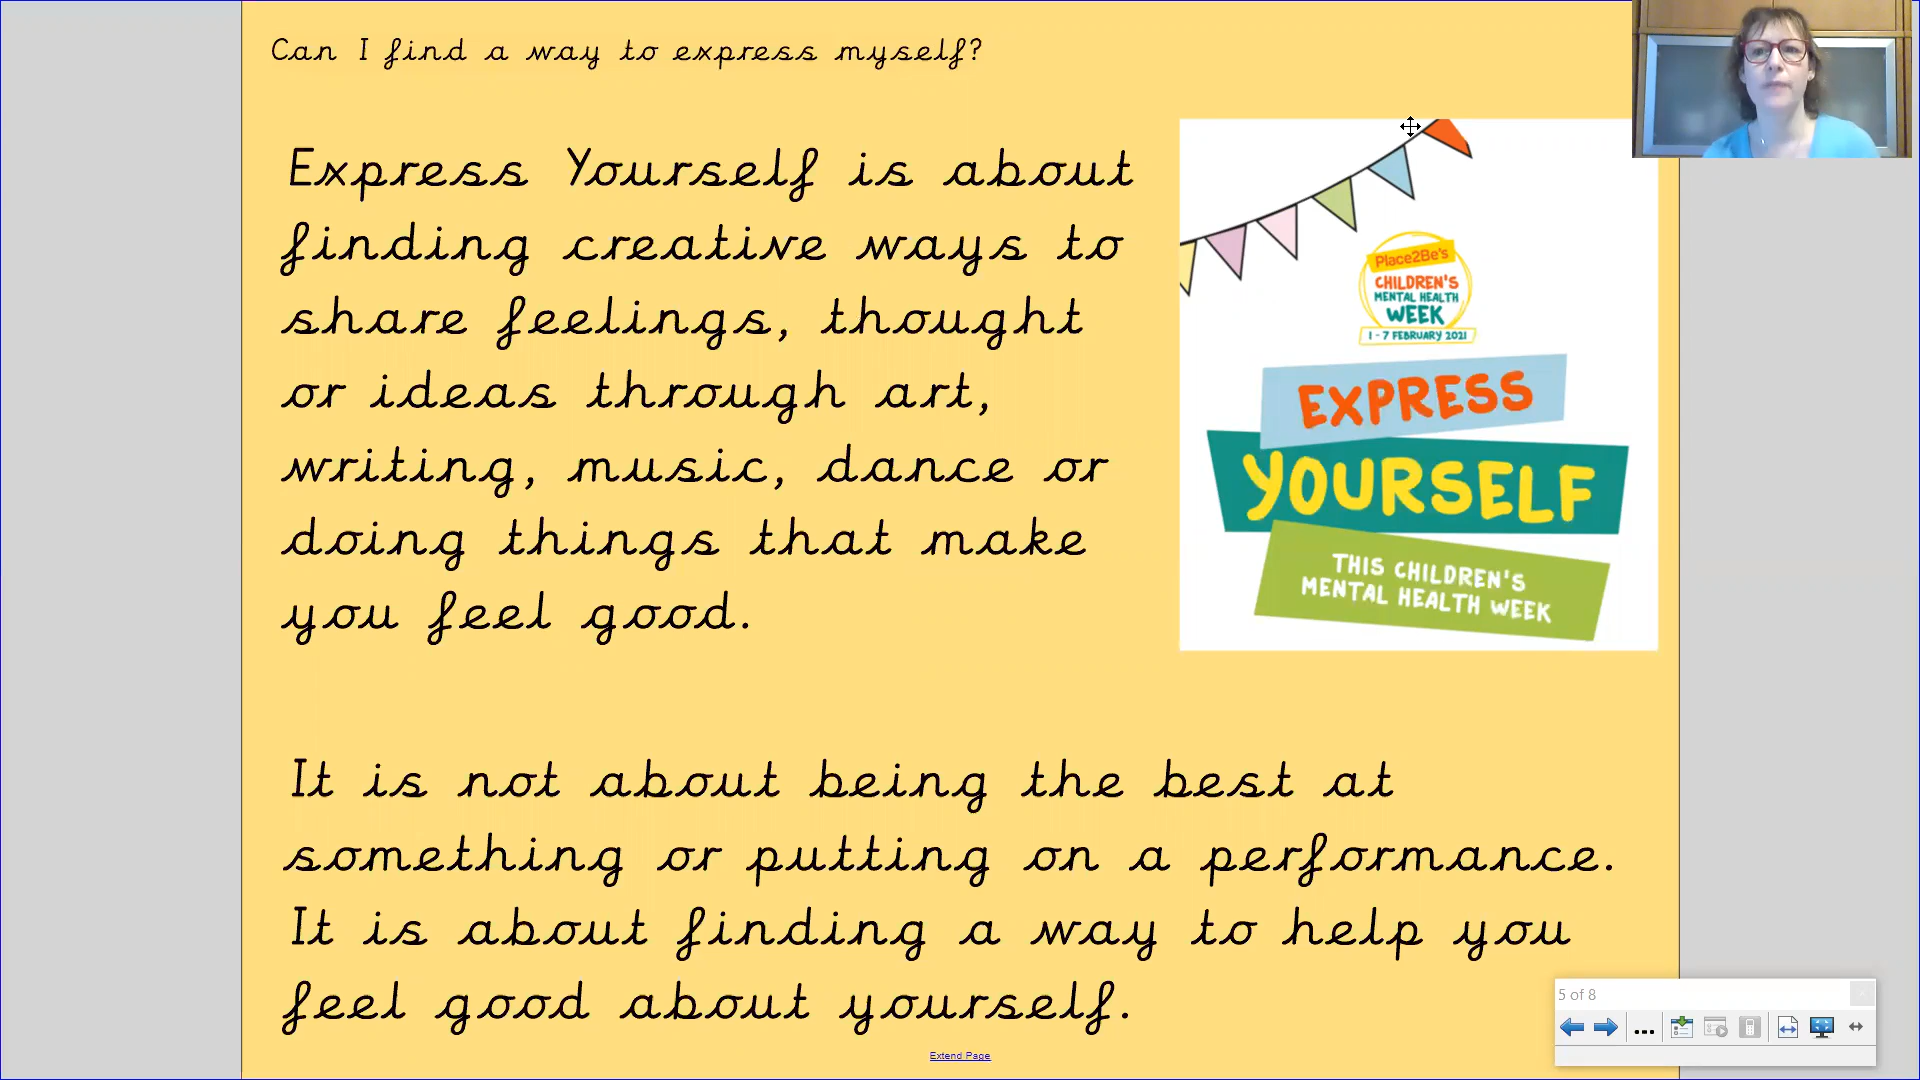 Can I find a way to express myself?
Express Yourself is about
finding creative ways to
share feelings, thought
or ideas through art,
writing, music, dance or
doing things that make
you feel good.
Place2Be's
CHILDREN'S
MENTAL HEALTH
WEEK
1 - 7 FEBRUARY 2021
EXPRESS
YOURSELF
THIS CHILDREN'S
MENTAL HEALTH WEEK
It is not about being the best at
something or putting on a performance.
It is about finding a way to help you
feel good about yourself.
5 of 8
Extend Page